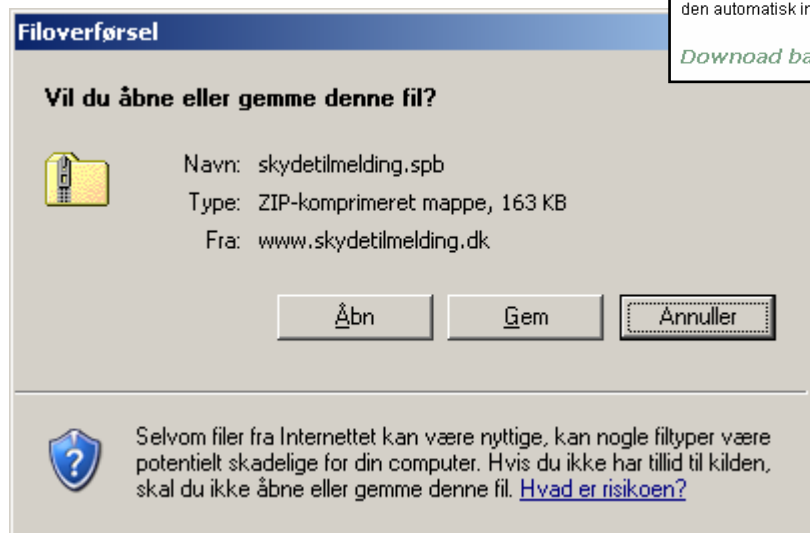 den automatisk
Downoad
Filoverførsel
Vil du åbne eller gemme denne fil?
Navn: skydetilmelding.spb
Type: ZIP-komprimeret mappe, 163 KB
Fra: www.skydetilmelding.dk
Åbn Gem Annuller
Selvom filer fra Internettet kan være nyttige, kan nogle filtyper være
potentielt skadelige for din computer. Hvis du ikke har tillid til kilden,
skal du ikke åbne eller gemme denne fil. Hvad er risikoen?